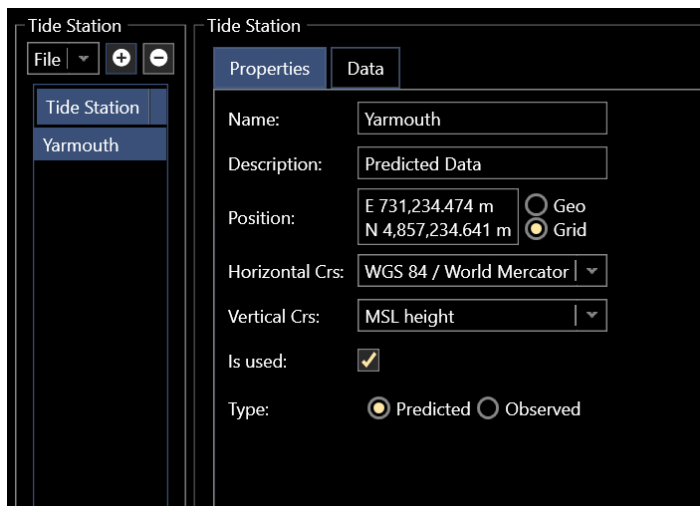 Tide Station
File
Tide Station
Yarmouth
Tide Station
Properties Data
Name: Yarmouth
Description: Predicted Data
Position: E 731,234.474 m Geo
N 4,857,234.641 m Grid
Horizontal Crs: WGS 84 / World Mercator
Vertical Crs: MSL height
Is used:
Type: Predicted Observed